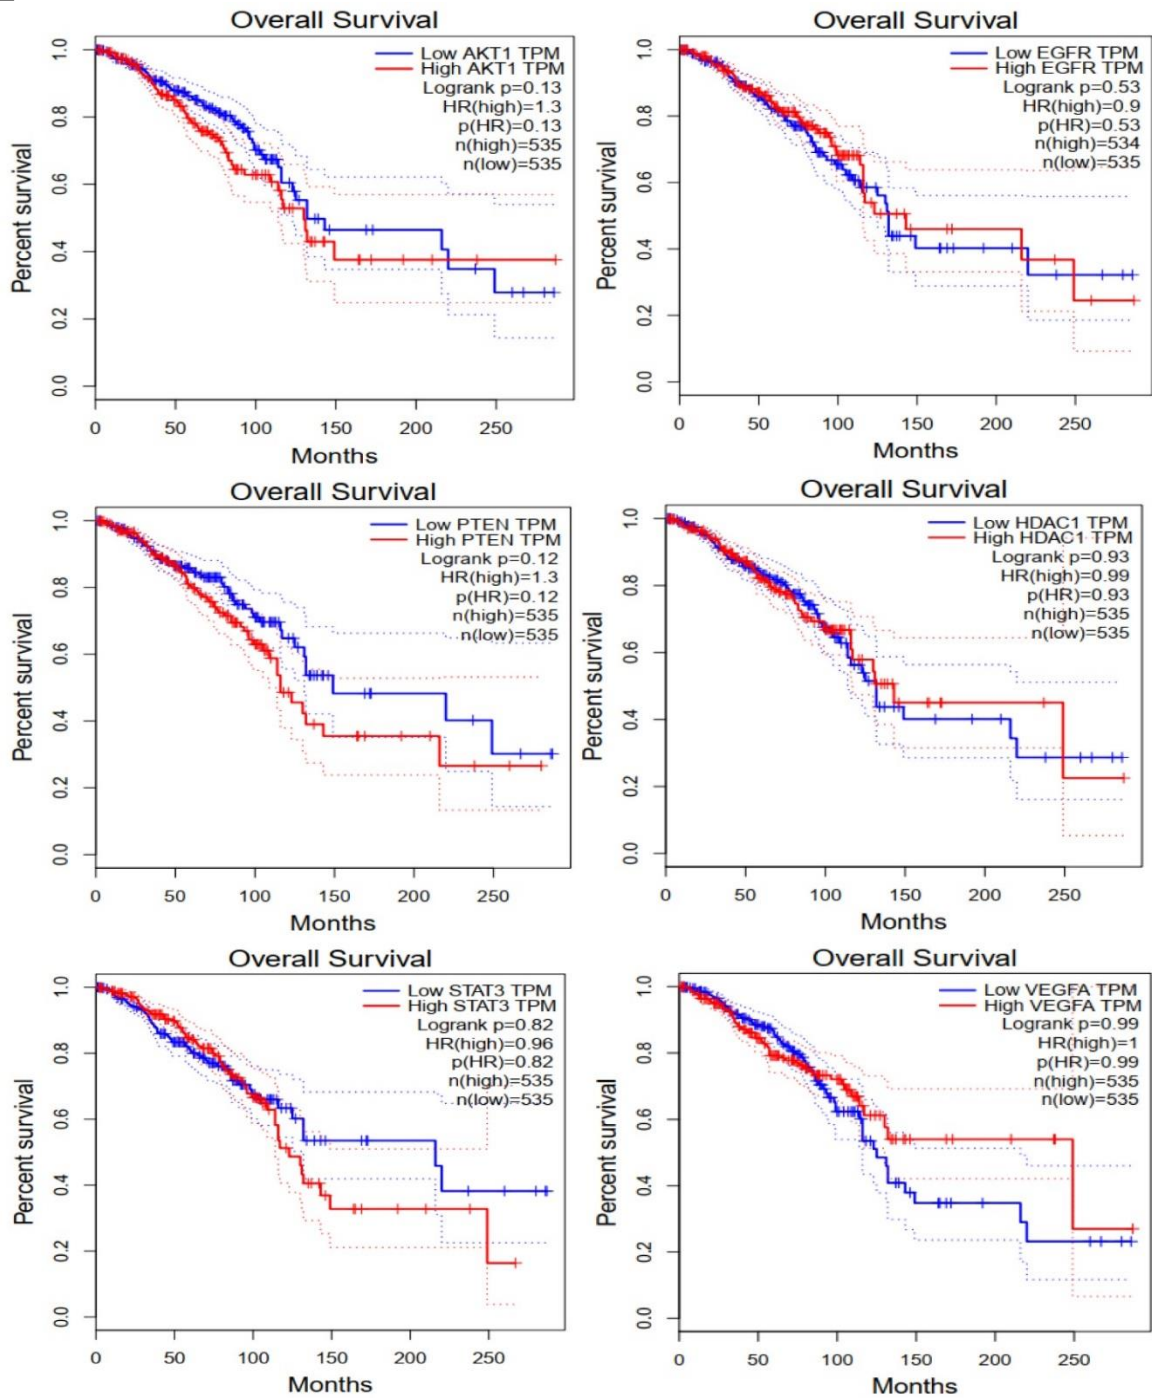 Overall Survival
Percent survival
1.0
0.8
0.6
0.4
0.2
0.0
Low AKT1 TPM
High AKT1 TPM
Logrank p=0.13
HR(high)=1.3
p(HR)=0.13
n(high)=535
n(low)=535
0 50 100 150 200 250
Months
Overall Survival
Percent survival
1.0
0.8
0.6
0.4
0.2
0.0
Low EGFR TPM
High EGFR TPM
Logrank p=0.53
HR(high)=0.9
p(HR)=0.53
n(high)=534
n(low)=535
0 50 100 150 200 250
Months
Overall Survival
Percent survival
1.0
0.8
0.6
0.4
0.2
0.0
Low PTEN TPM
High PTEN TPM
Logrank p=0.12
HR(high)=1.3
p(HR)=0.12
n(high)=535
n(low)=535
0 50 100 150 200 250
Months
Overall Survival
Percent survival
1.0
0.8
0.6
0.4
0.2
0.0
Low HDAC1 TPM
High HDAC1 TPM
Logrank p=0.93
HR(high)=0.99
p(HR)=0.93
n(high)=535
n(low)=535
0 50 100 150 200 250
Months
Overall Survival
Percent survival
1.0
0.8
0.6
0.4
0.2
0.0
Low STAT3 TPM
High STAT3 TPM
Logrank p=0.82
HR(high)=0.96
p(HR)=0.82
n(high)=535
n(low)=535
0 50 100 150 200 250
Months
Overall Survival
Percent survival
1.0
0.8
0.6
0.4
0.2
0.0
Low VEGFA TPM
High VEGFA TPM
Logrank p=0.99
HR(high)=1
p(HR)=0.99
n(high)=535
n(low)=535
0 50 100 150 200 250
Months